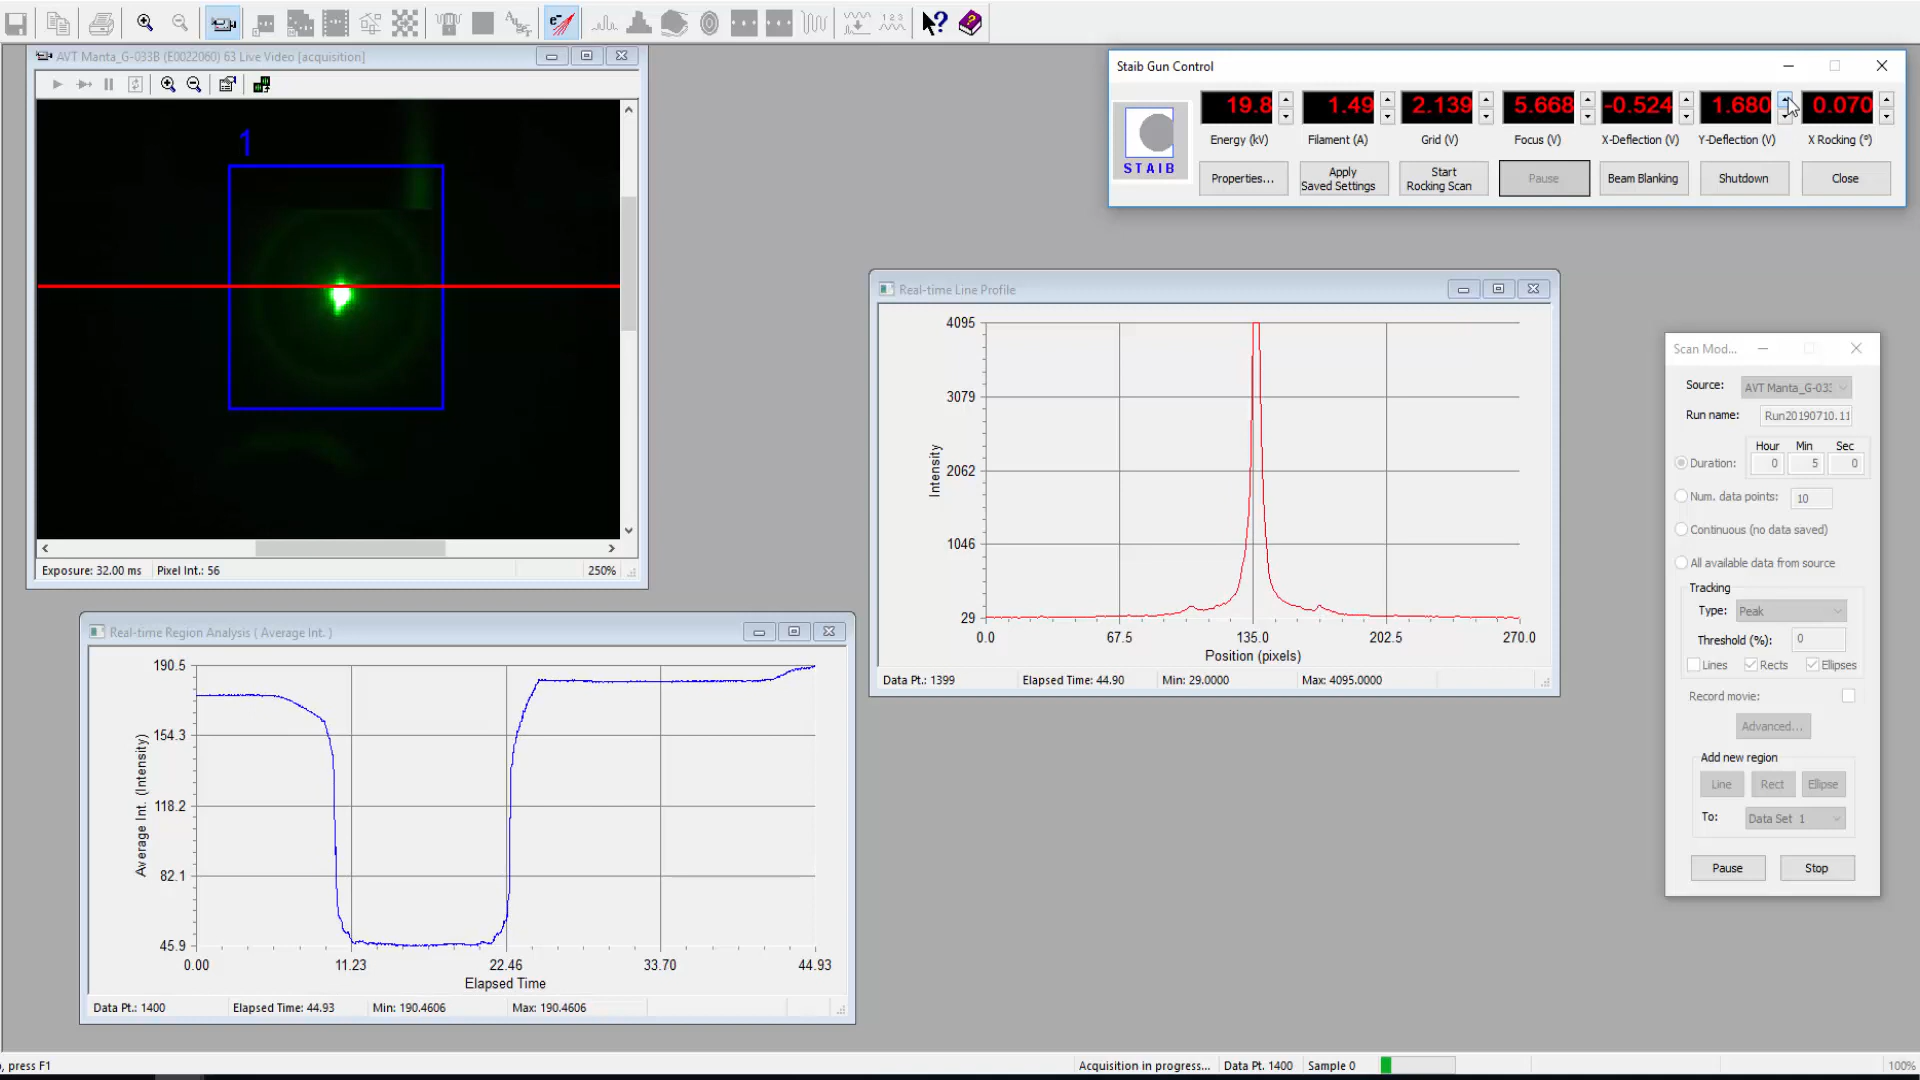 AVT Manta_G-033B (E0022060) 63 Live Video [acquisition]
1
Exposure: 32.00 ms Pixel Int.: 56 250%
Staib Gun Control
19.8 1.49 2.139 5.668 -0.524 1.680 0.070
Energy (kV) Filament (A) Grid (V) Focus (V) X-Deflection (V) Y-Deflection (V) X Rocking (º)
STAIB
Properties... Apply Saved Settings Start Rocking Scan Pause Beam Blanking Shutdown Close
Real-time Line Profile
4095
3079
2062
1046
29
Intensity
0.0 67.5 135.0 202.5 270.0
Position (pixels)
Data Pt.: 1399 Elapsed Time: 44.90 Min: 29.0000 Max: 4095.0000
Real-time Region Analysis ( Average Int. )
190.5
154.3
118.2
82.1
45.9
Average Int. (Intensity)
0.00 11.23 22.46 33.70 44.93
Elapsed Time
Data Pt.: 1400 Elapsed Time: 44.93 Min: 190.4606 Max: 190.4606
Scan Mod...
Source: AVT Manta_G-033
Run name: Run20190710.11
Hour Min Sec
Duration: 0 5 0
Num. data points: 10
Continuous (no data saved)
All available data from source
Tracking
Type: Peak
Threshold (%): 0
Lines Rects Ellipses
Record movie:
Advanced...
Add new region
Line Rect Ellipse
To: Data Set 1
Pause Stop
, press F1
Acquisition in progress... Data Pt. 1400 Sample 0 100%